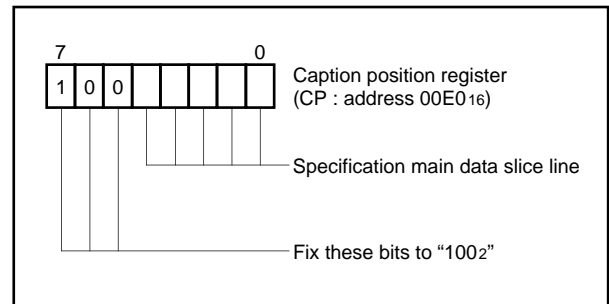 7 0
1 0 0
Caption position register
(CP : address 00E016)
Specification main data slice line
Fix these bits to “1002”